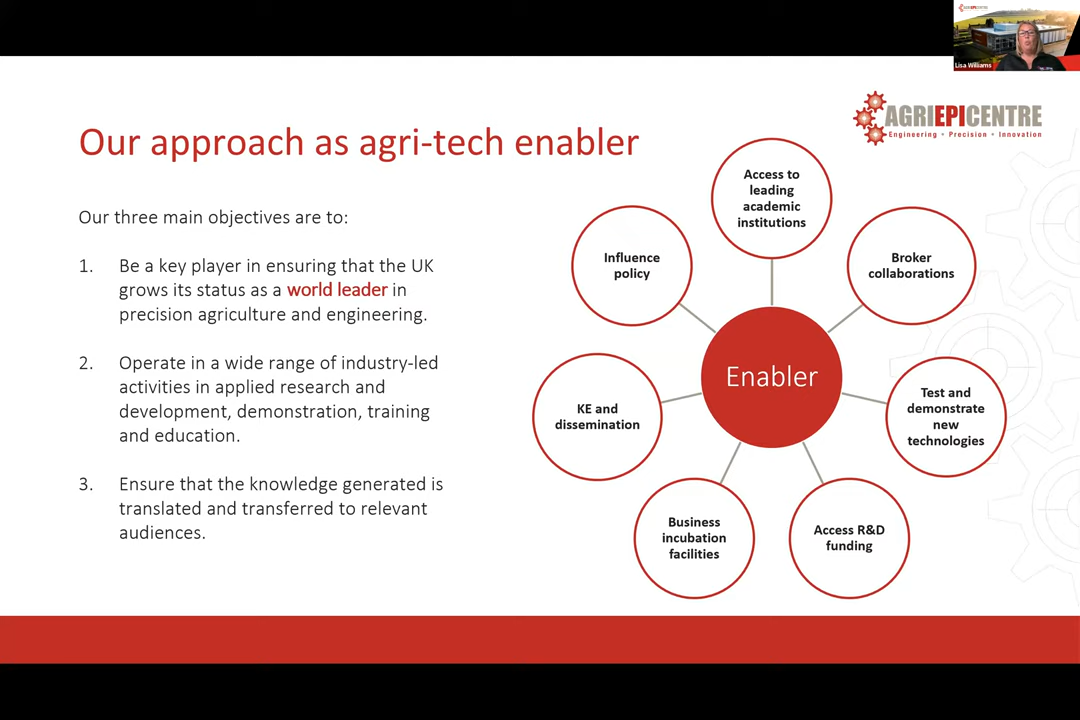 AGRIEPICENTRE
Lisa Williams
AGRIEPICENTRE
Engineering • Precision • Innovation
Our approach as agri-tech enabler
Our three main objectives are to:
1. Be a key player in ensuring that the UK
grows its status as a world leader in
precision agriculture and engineering.
2. Operate in a wide range of industry-led
activities in applied research and
development, demonstration, training
and education.
3. Ensure that the knowledge generated is
translated and transferred to relevant
audiences.
Access to
leading
academic
institutions
Broker
collaborations
Test and
demonstrate
new
technologies
Access R&D
funding
Business
incubation
facilities
KE and
dissemination
Influence
policy
Enabler